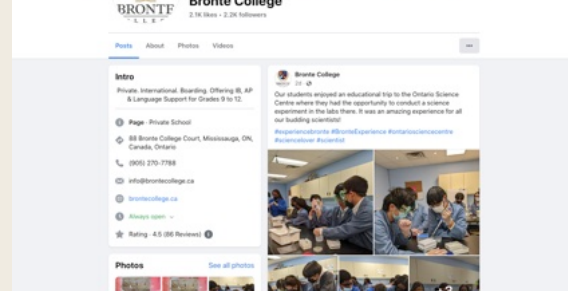 BRONTE
Bronte College
2.1K likes • 2.2K followers
Posts
About
Photos
Videos
Intro
Private. International. Boarding. Offering IB, AP
& Language Support for Grades 9 to 12.
Page · Private School
88 Bronte College Court, Mississauga, ON,
Canada, Ontario
(905) 270-7788
info@brontecollege.ca
brontecollege.ca
Always open
Rating · 4.5 (86 Reviews)
Photos
See all photos
Bronte College
2d
Our students enjoyed an educational trip to the Ontario Science
Centre where they had the opportunity to conduct a science
experiment in the labs there. It was an amazing experience for all
our budding scientists!
#experiencebronte #BronteExperience #ontariosciencecentre
#sciencelover #scientist
+3